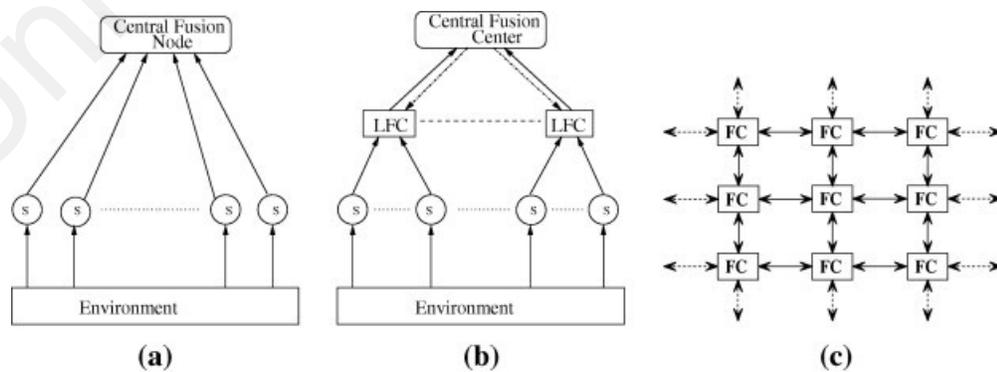 Central Fusion
Node
S
S
S
S
Environment
(a)
Central Fusion
Center
LFC
LFC
S
S
S
S
Environment
(b)
FC
FC
FC
FC
FC
FC
FC
FC
FC
(c)